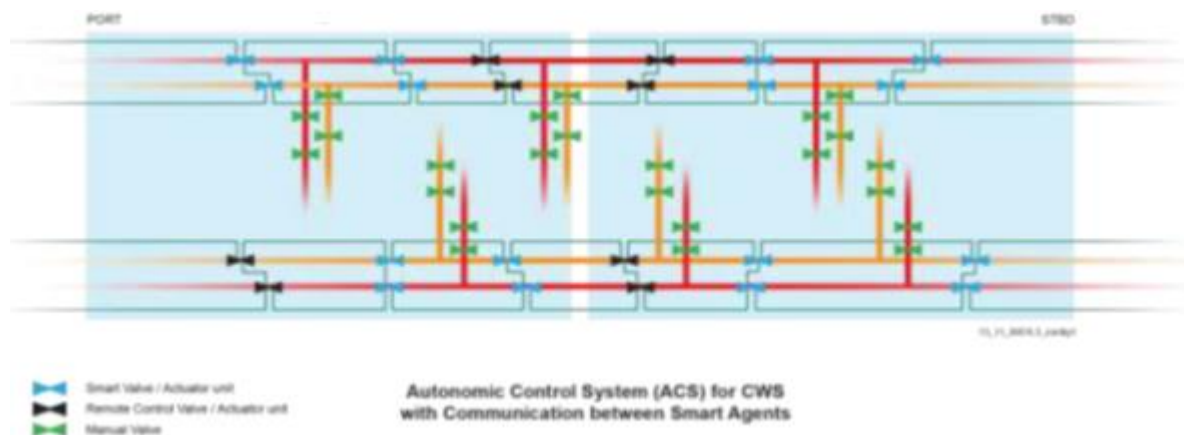 PORT
STBD
Smart Valve / Actuator unit
Remote Control Valve / Actuator unit
Manual Valve
Autonomic Control System (ACS) for CWS
with Communication between Smart Agents